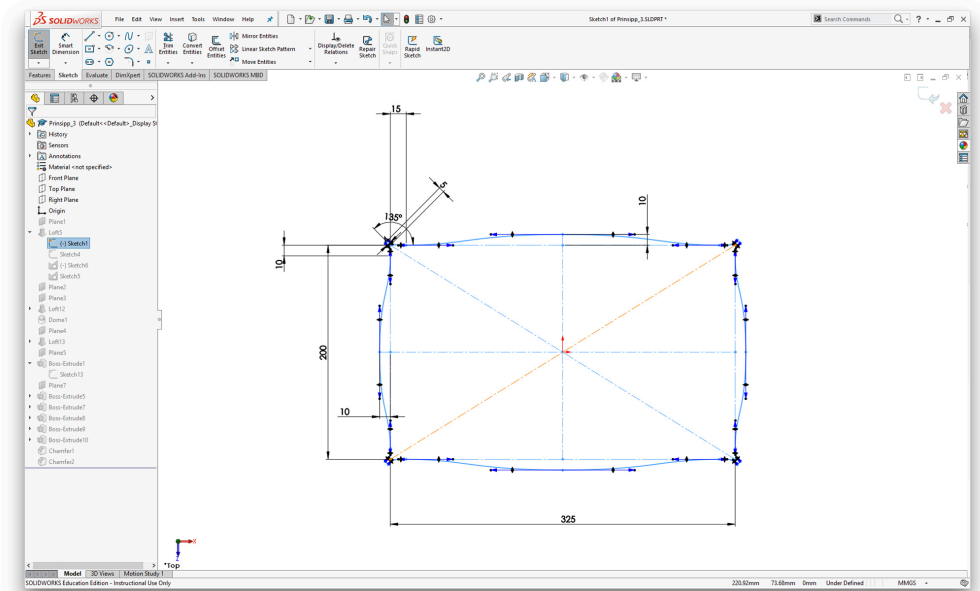 SOLIDWORKS File Edit View Insert Tools Window Help Sketch1 of Prinsipp_3.SLDPRT * Search Commands
Exit Sketch Smart Dimension Trim Entities Convert Entities Offset Entities Mirror Entities Linear Sketch Pattern Move Entities Display/Delete Relations Repair Sketch Quick Snaps Rapid Sketch Instant2D
Features Sketch Evaluate DimXpert SOLIDWORKS Add-Ins SOLIDWORKS MBD
Prinsipp_3 (Default<<Default>_Display St
History
Sensors
Annotations
Material <not specified>
Front Plane
Top Plane
Right Plane
Origin
Plane1
Loft5
(-) Sketch1
Sketch4
(-) Sketch6
Sketch5
Plane2
Plane3
Loft12
Dome1
Plane4
Loft13
Plane5
Boss-Extrude1
Sketch13
Plane7
Boss-Extrude5
Boss-Extrude7
Boss-Extrude8
Boss-Extrude9
Boss-Extrude10
Chamfer1
Chamfer2
15
5
135°
10
10
200
10
325
X
Z
*Top
Model 3D Views Motion Study 1
SOLIDWORKS Education Edition - Instructional Use Only 220.92mm 73.68mm 0mm Under Defined MMGS